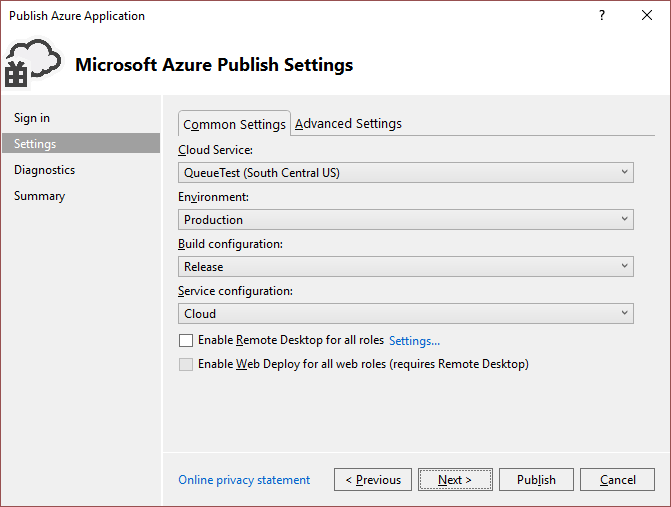 Publish Azure Application
?
Microsoft Azure Publish Settings
Sign in
Settings
Diagnostics
Summary
Common Settings Advanced Settings
Cloud Service:
QueueTest (South Central US)
Environment:
Production
Build configuration:
Release
Service configuration:
Cloud
Enable Remote Desktop for all roles Settings...
Enable Web Deploy for all web roles (requires Remote Desktop)
Online privacy statement < Previous Next > Publish Cancel